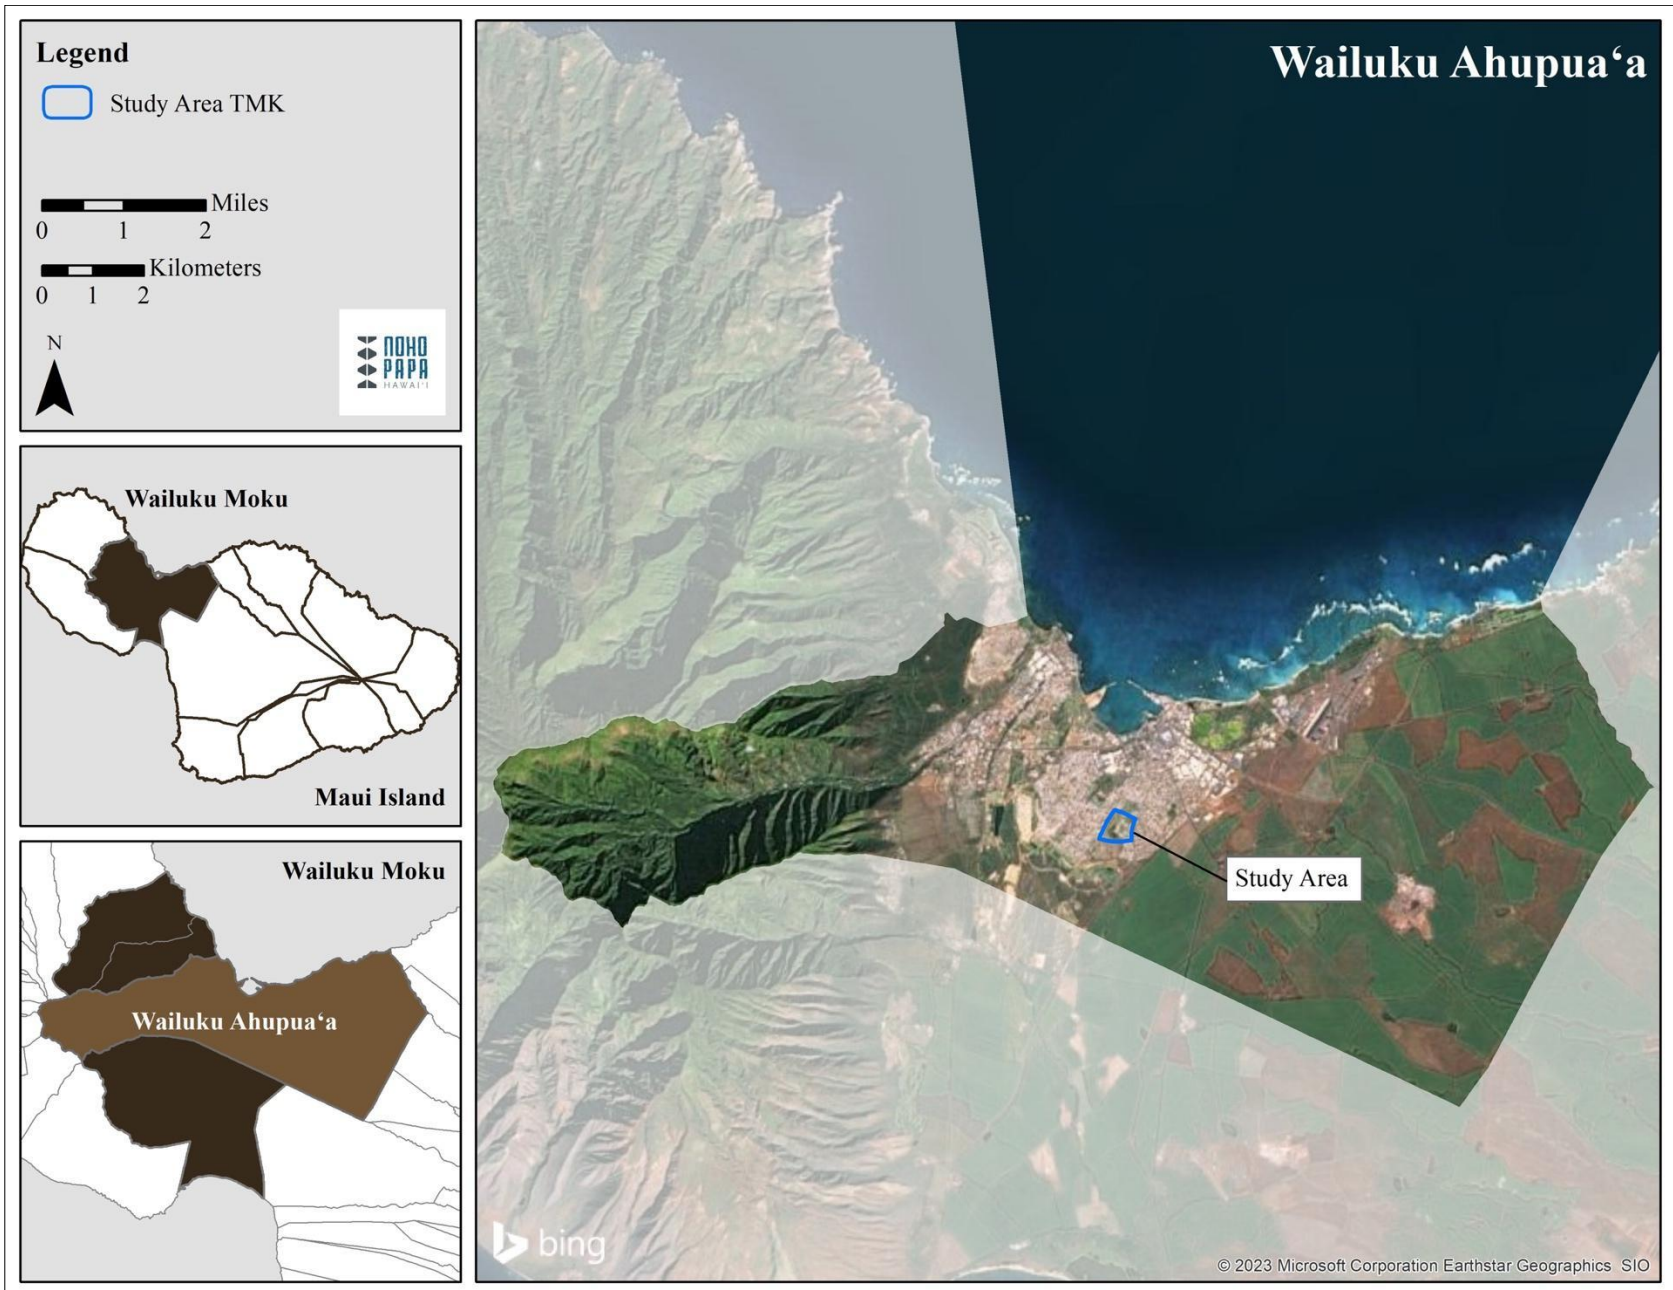 Legend
Study Area TMK
Miles
0 1 2
Kilometers
0 1 2
N
NOHO
PAPA
HAWAIʻI
Wailuku Moku
Maui Island
Wailuku Moku
Wailuku Ahupuaʻa
Wailuku Ahupuaʻa
Study Area
bing
© 2023 Microsoft Corporation Earthstar Geographics SIO